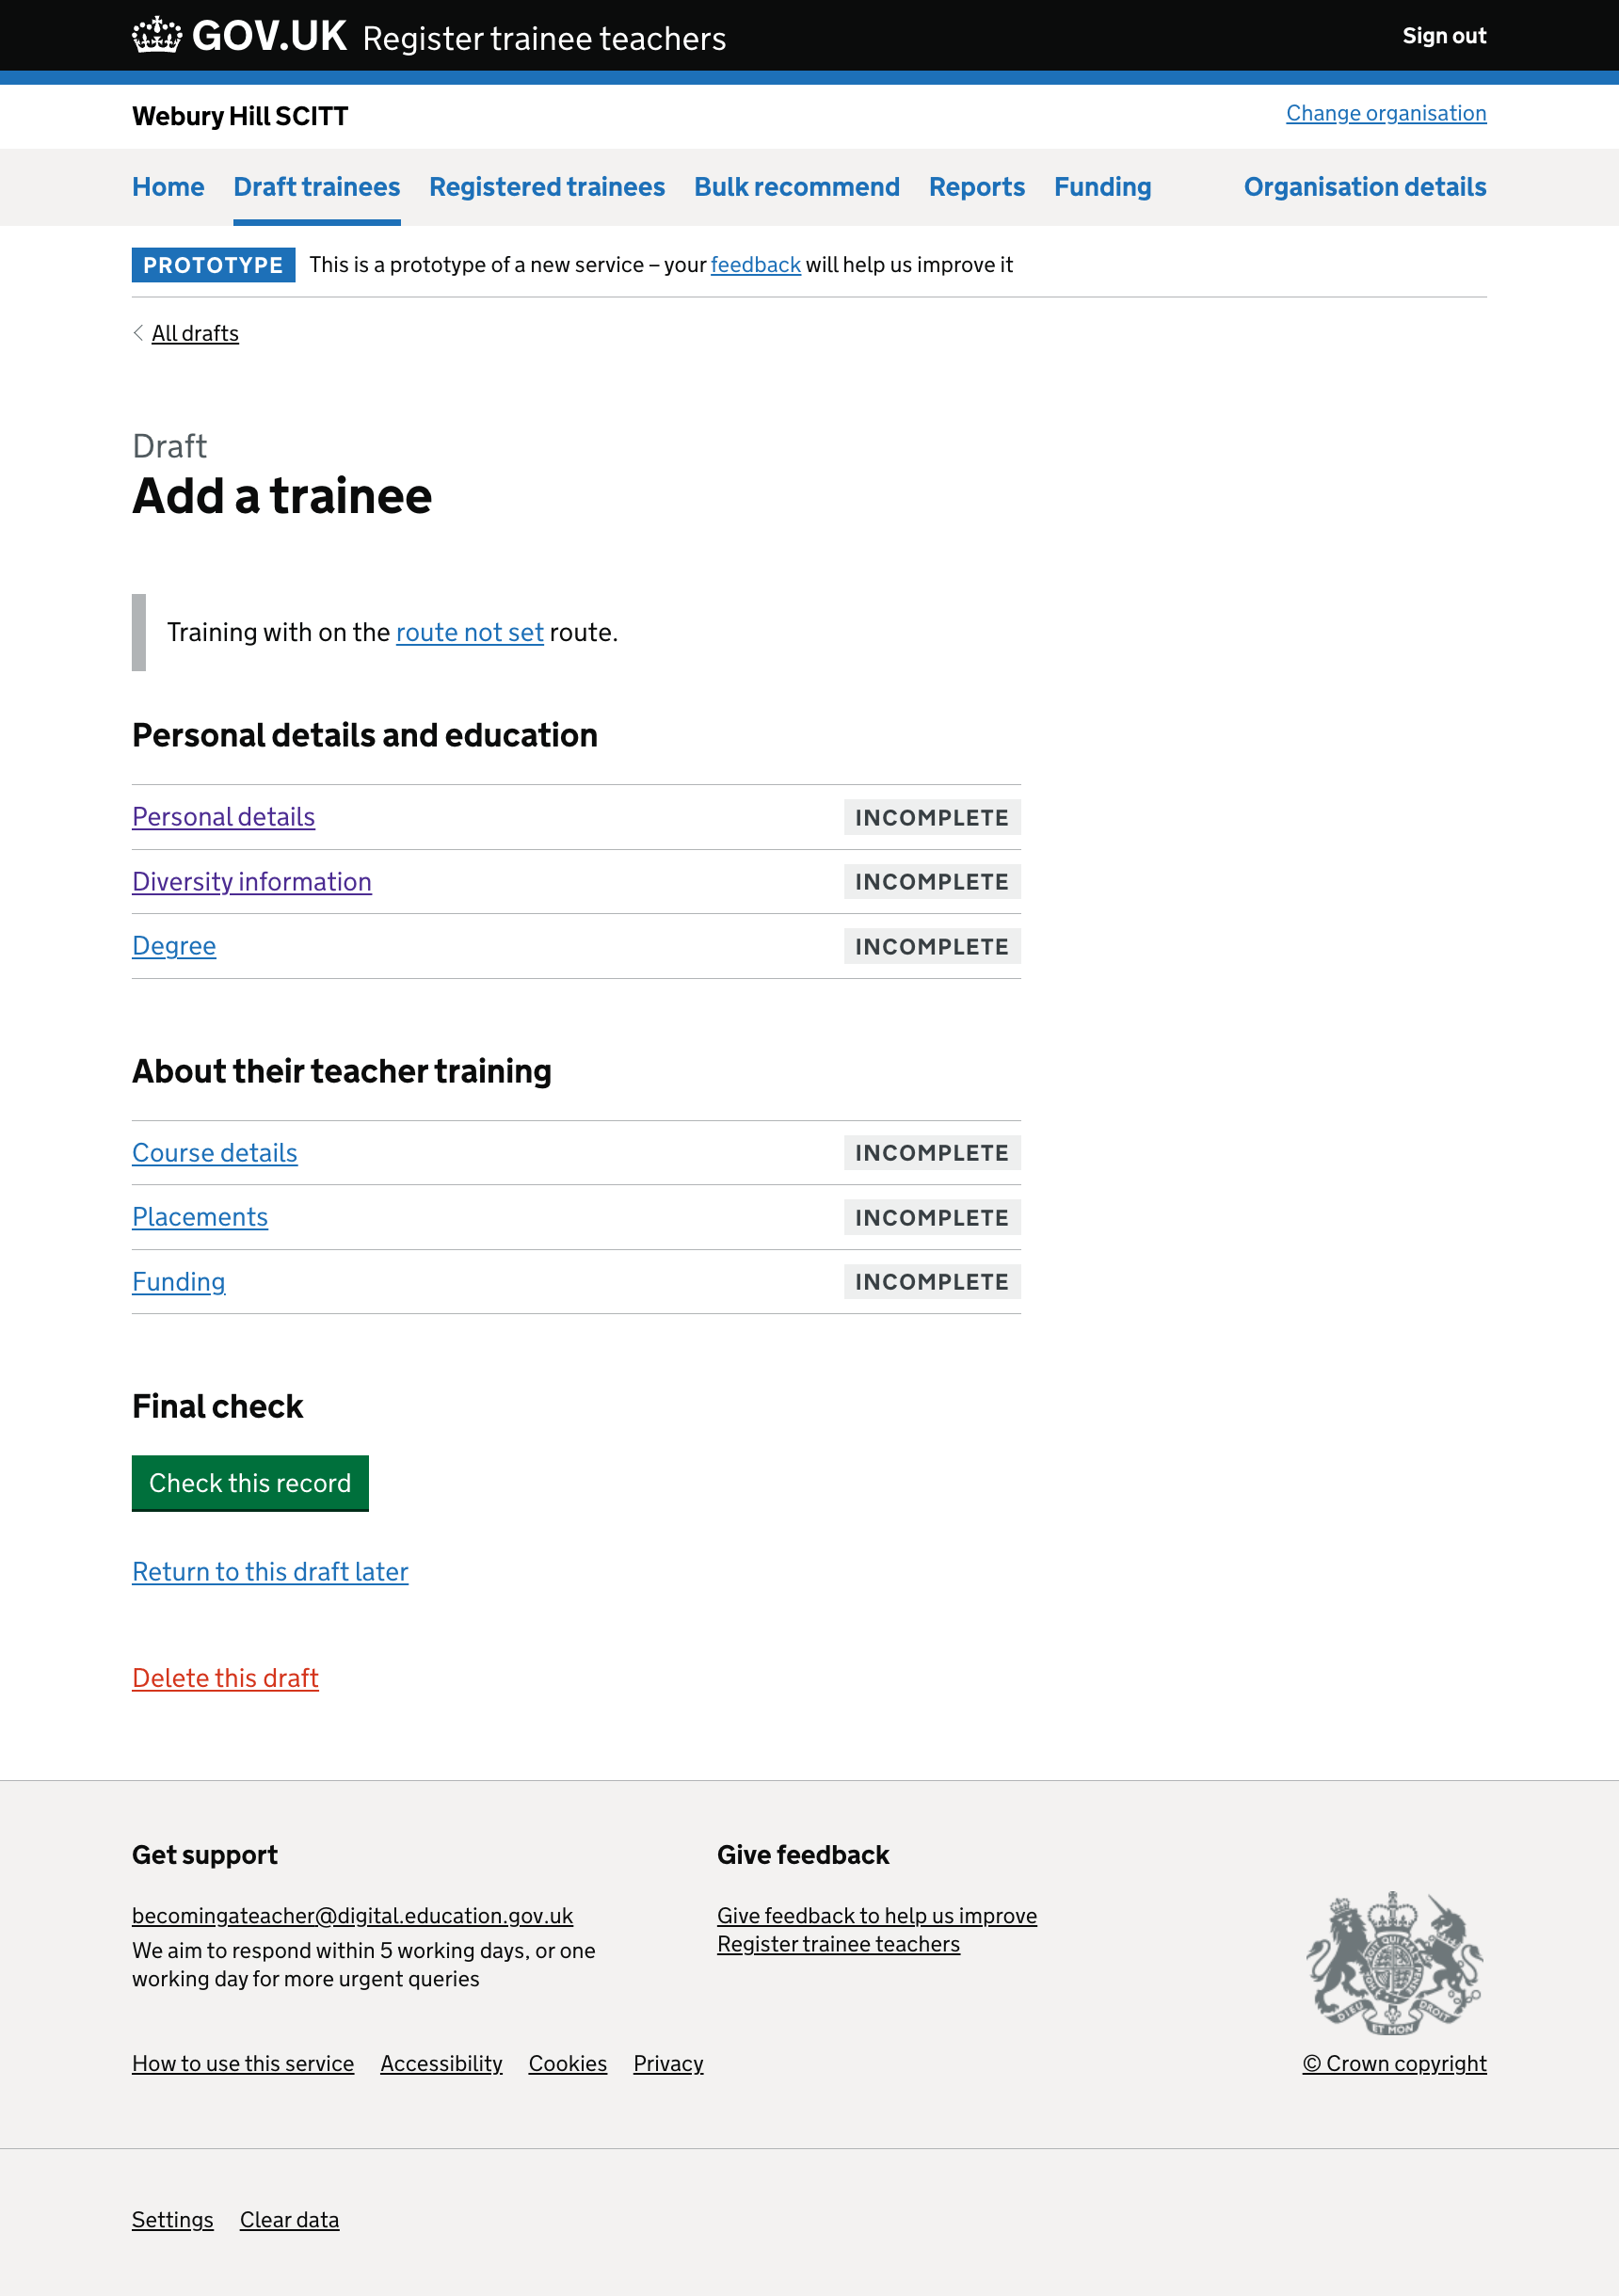 GOV.UK Register trainee teachers
Sign out
Webury Hill SCITT
Change organisation
Home
Draft trainees
Registered trainees
Bulk recommend
Reports
Funding
Organisation details
PROTOTYPE
This is a prototype of a new service – your feedback will help us improve it
All drafts
Draft
Add a trainee
Training with on the route not set route.
Personal details and education
Personal details
INCOMPLETE
Diversity information
INCOMPLETE
Degree
INCOMPLETE
About their teacher training
Course details
INCOMPLETE
Placements
INCOMPLETE
Funding
INCOMPLETE
Final check
Check this record
Return to this draft later
Delete this draft
Get support
becomingateacher@digital.education.gov.uk
We aim to respond within 5 working days, or one
working day for more urgent queries
Give feedback
Give feedback to help us improve
Register trainee teachers
DIEU ET MON DROIT
How to use this service
Accessibility
Cookies
Privacy
© Crown copyright
Settings
Clear data